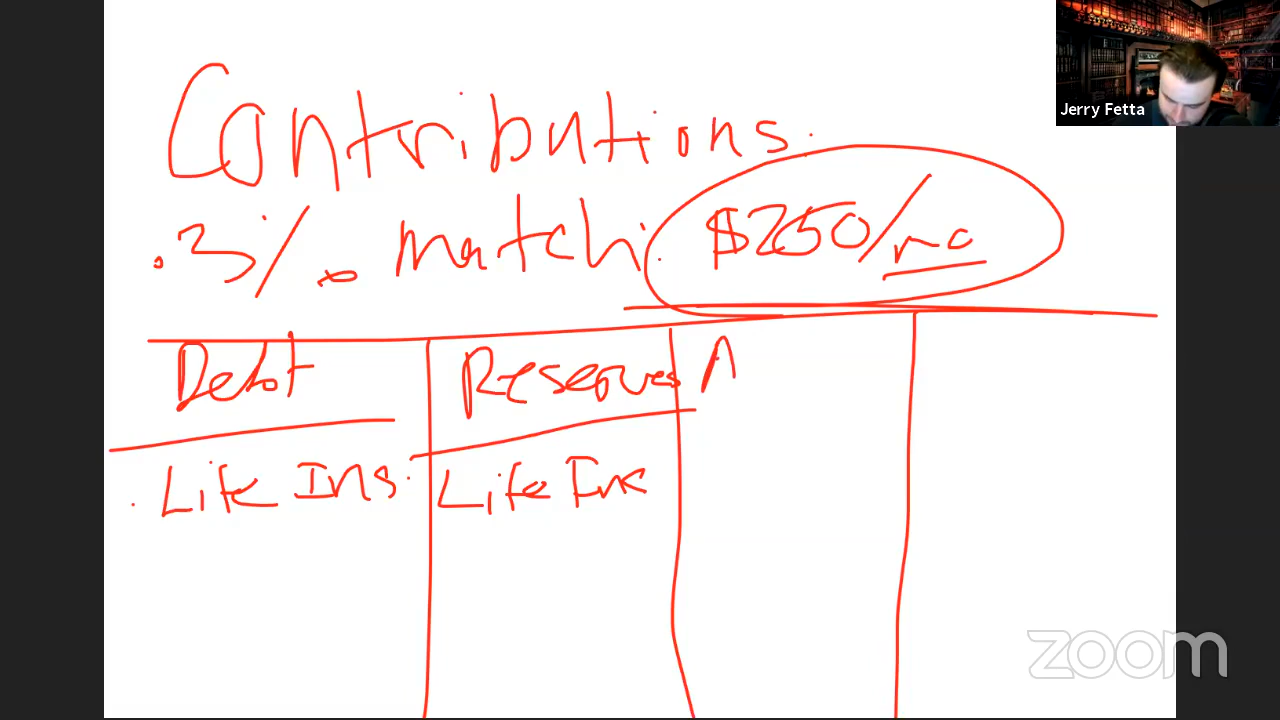 Jerry Fetta
Contributions.
. 3%. match. $250/mo
Debt Reserves A
. Life Ins. Life Ins
zoom